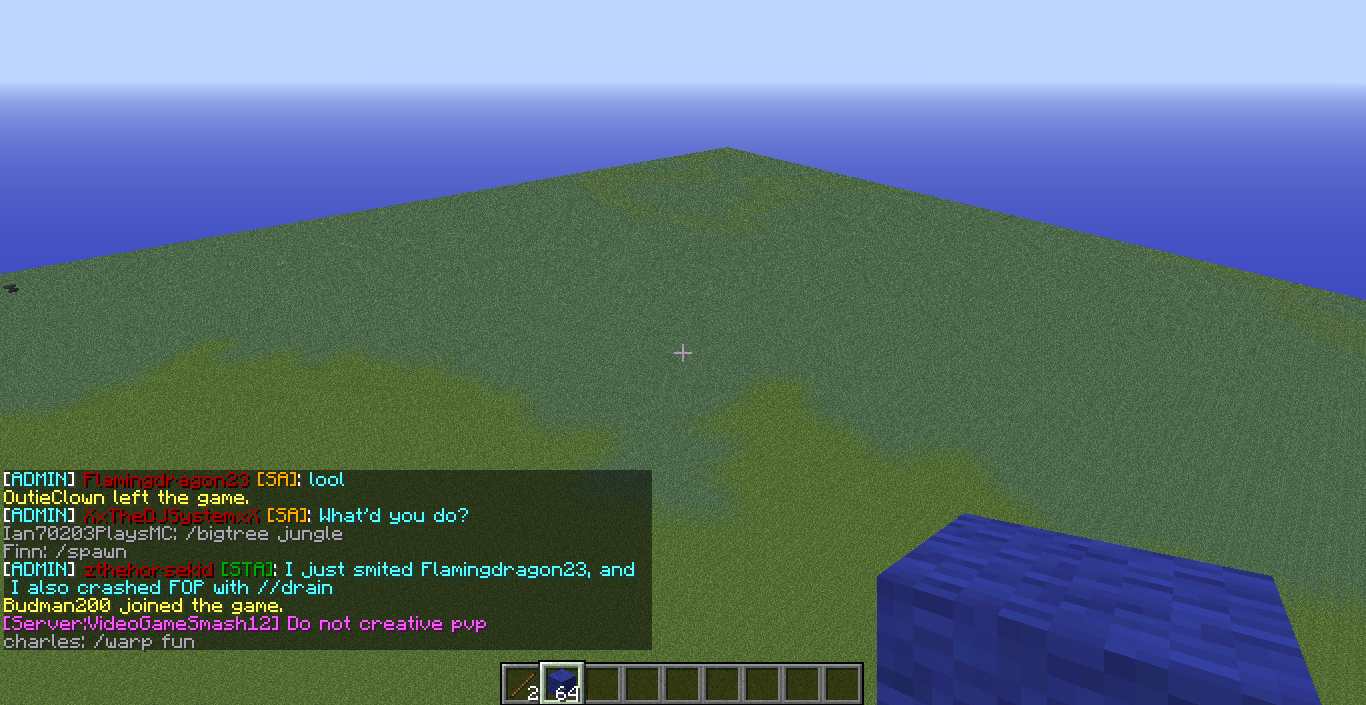 [ADMIN] Flamingdragon23 [SA]: lool
OutieClown left the game.
[ADMIN] XxTheDJSystemxX [SA]: What'd you do?
Ian70203PlaysMC: /bigtree jungle
Finn: /spawn
[ADMIN] zthehorsekid [STA]: I just smited Flamingdragon23, and
I also crashed FOP with //drain
Budman200 joined the game.
[Server:VideoGameSmash12] Do not creative pvp
charles: /warp fun
2 64